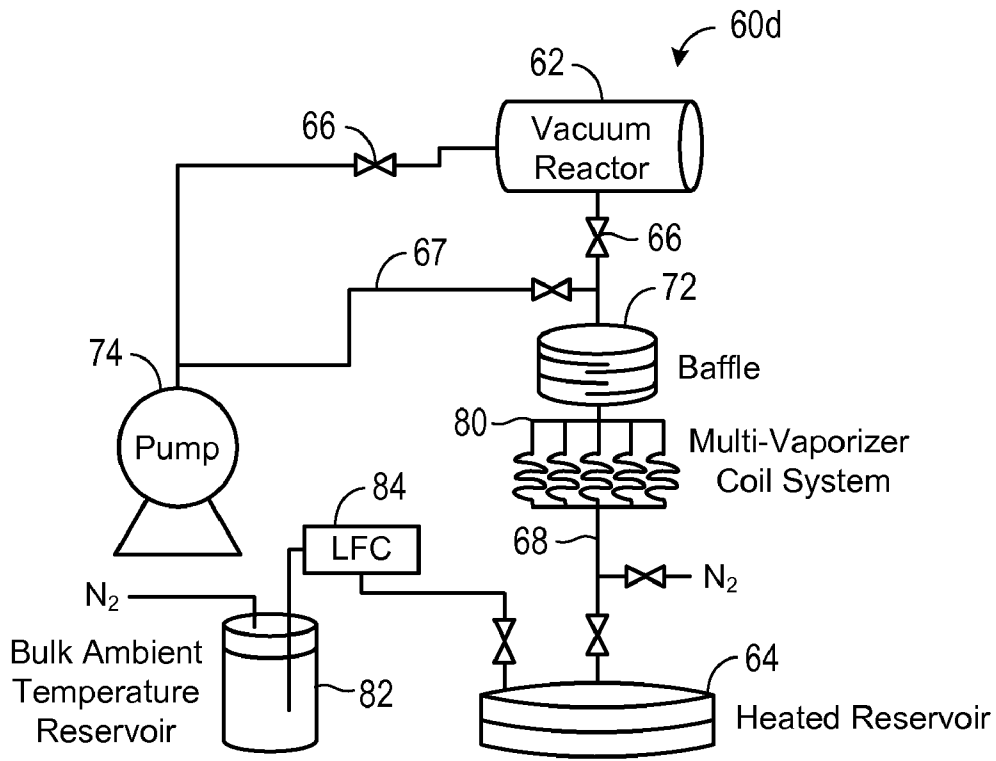 60d
62
Vacuum
Reactor
66
66
67
72
74
Baffle
Pump
80
Multi-Vaporizer
Coil System
84
LFC
68
N₂
N₂
Bulk Ambient
Temperature
Reservoir
82
64
Heated Reservoir